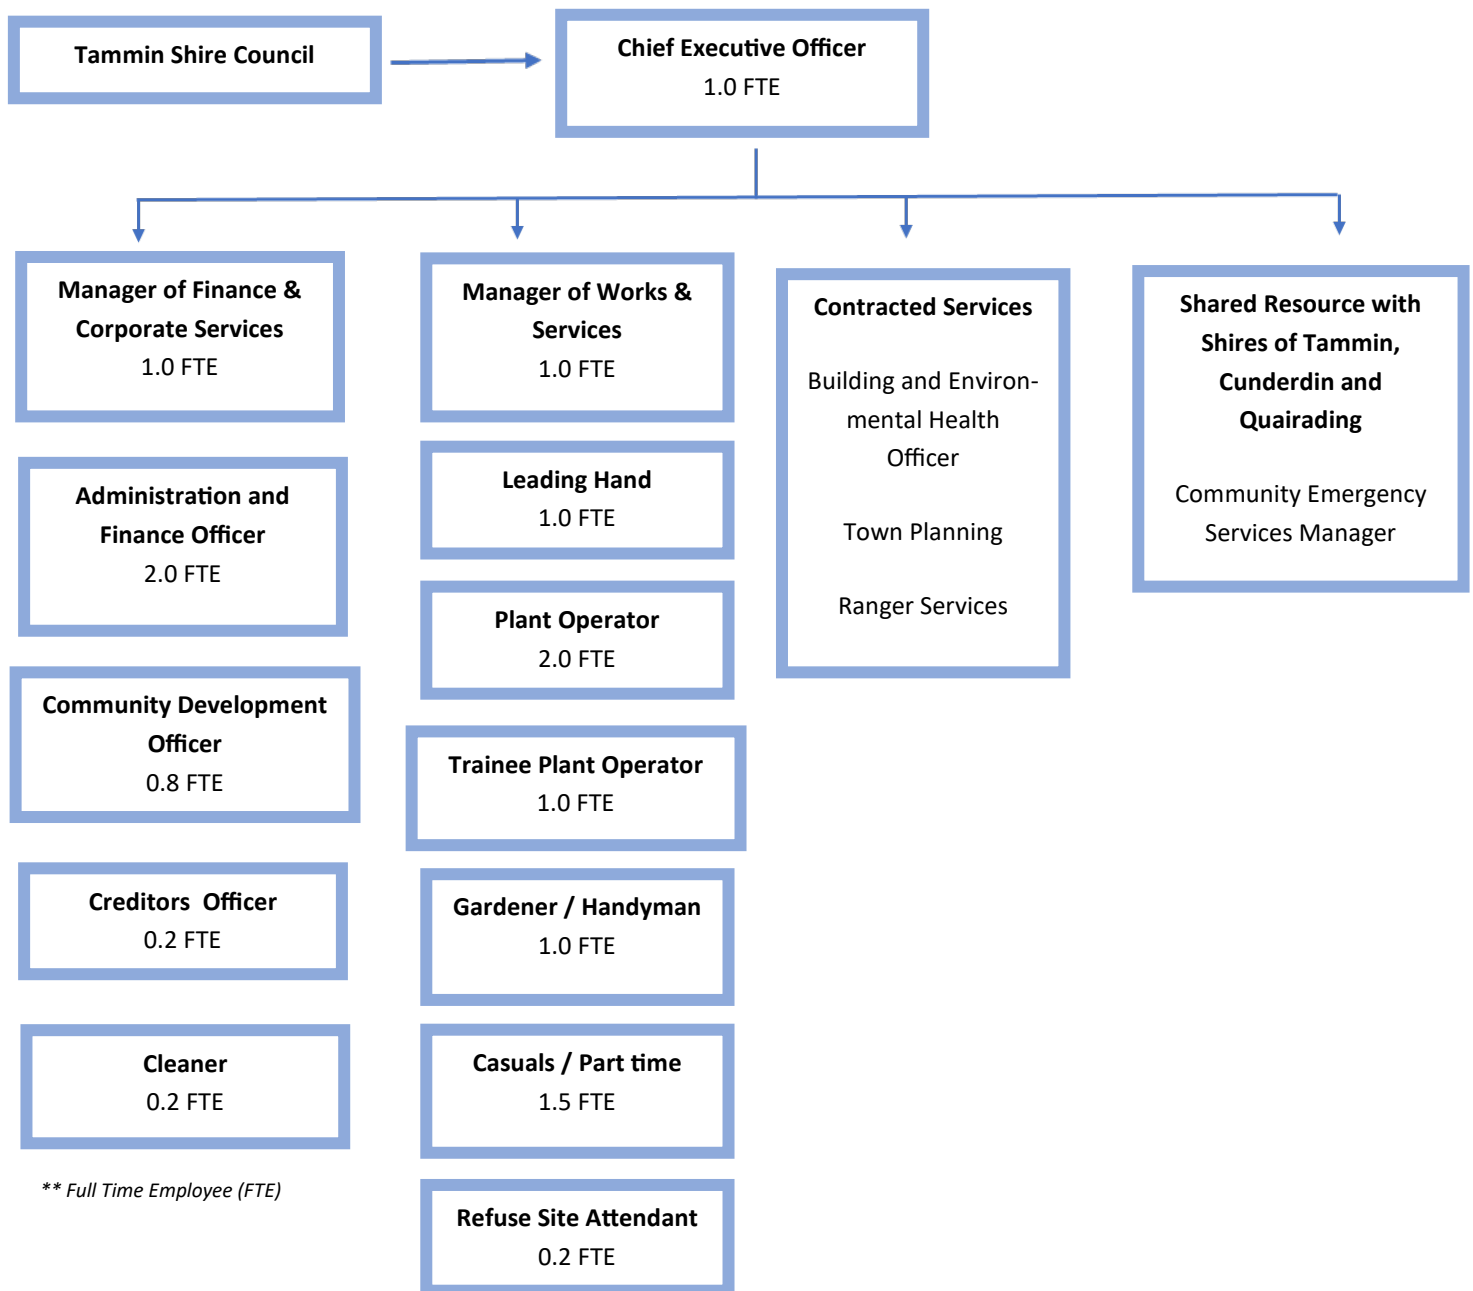 Tammin Shire Council
Chief Executive Officer
1.0 FTE
Manager of Finance &
Corporate Services
1.0 FTE
Administration and
Finance Officer
2.0 FTE
Community Development
Officer
0.8 FTE
Creditors  Officer
0.2 FTE
Cleaner
0.2 FTE
** Full Time Employee (FTE)
Manager of Works &
Services
1.0 FTE
Leading Hand
1.0 FTE
Plant Operator
2.0 FTE
Trainee Plant Operator
1.0 FTE
Gardener / Handyman
1.0 FTE
Casuals / Part time
1.5 FTE
Refuse Site Attendant
0.2 FTE
Contracted Services
Building and Environ-
mental Health
Officer
Town Planning
Ranger Services
Shared Resource with
Shires of Tammin,
Cunderdin and
Quairading
Community Emergency
Services Manager